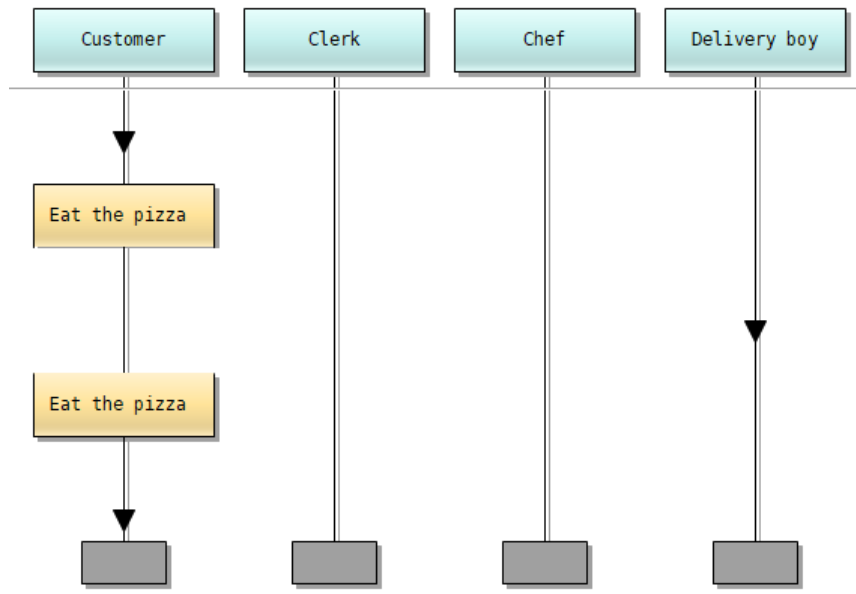 Customer
Clerk
Chef
Delivery boy
Eat the pizza
Eat the pizza